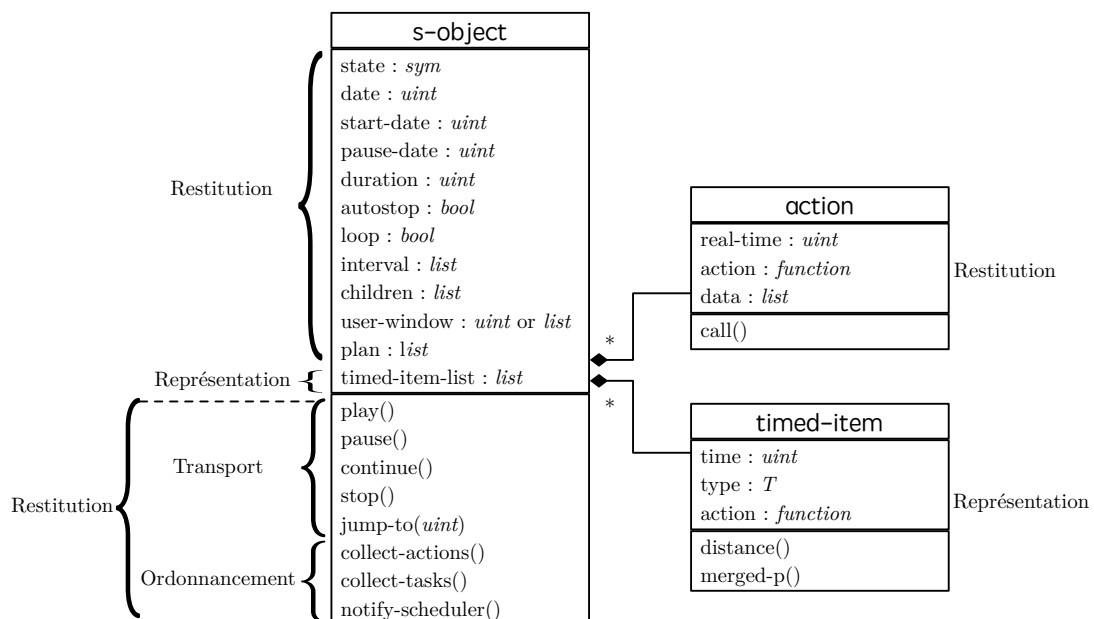 s-object
state : sym
date : uint
start-date : uint
pause-date : uint
duration : uint
autostop : bool
loop : bool
interval : list
children : list
user-window : uint or list
plan : list
timed-item-list : list
play()
pause()
continue()
stop()
jump-to(uint)
collect-actions()
collect-tasks()
notify-scheduler()
Restitution
Représentation
Transport
Restitution
Ordonnancement
*
*
action
real-time : uint
action : function
data : list
call()
Restitution
timed-item
time : uint
type : T
action : function
distance()
merged-p()
Représentation